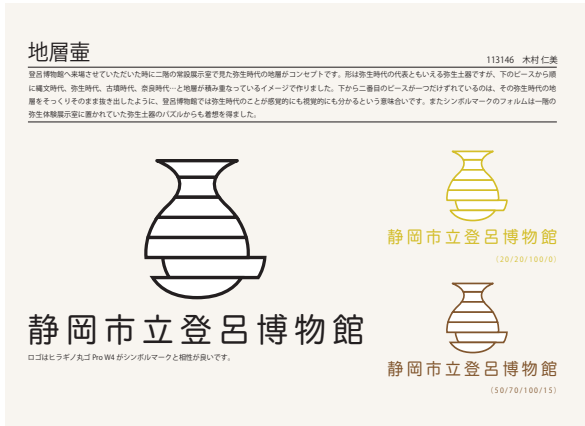 地層壷
113146 木村 仁美
登呂博物館へ来場させていただいた時に二階の常設展示室で見た弥生時代の地層がコンセプトです。形は弥生時代の代表ともいえる弥生土器ですが、下のピースから順
に縄文時代、弥生時代、古墳時代、奈良時代…と地層が積み重なっているイメージで作りました。下から二番目のピースが一つだけずれているのは、その弥生時代の地
層をそっくりそのまま抜き出したように、登呂博物館では弥生時代のことが感覚的にも視覚的にも分かるという意味合いです。またシンボルマークのフォルムは一階の
弥生体験展示室に置かれていた弥生土器のパズルからも着想を得ました。
静岡市立登呂博物館
ロゴはヒラギノ丸ゴ Pro W4 がシンボルマークと相性が良いです。
静岡市立登呂博物館
(20/20/100/0)
静岡市立登呂博物館
(50/70/100/15)